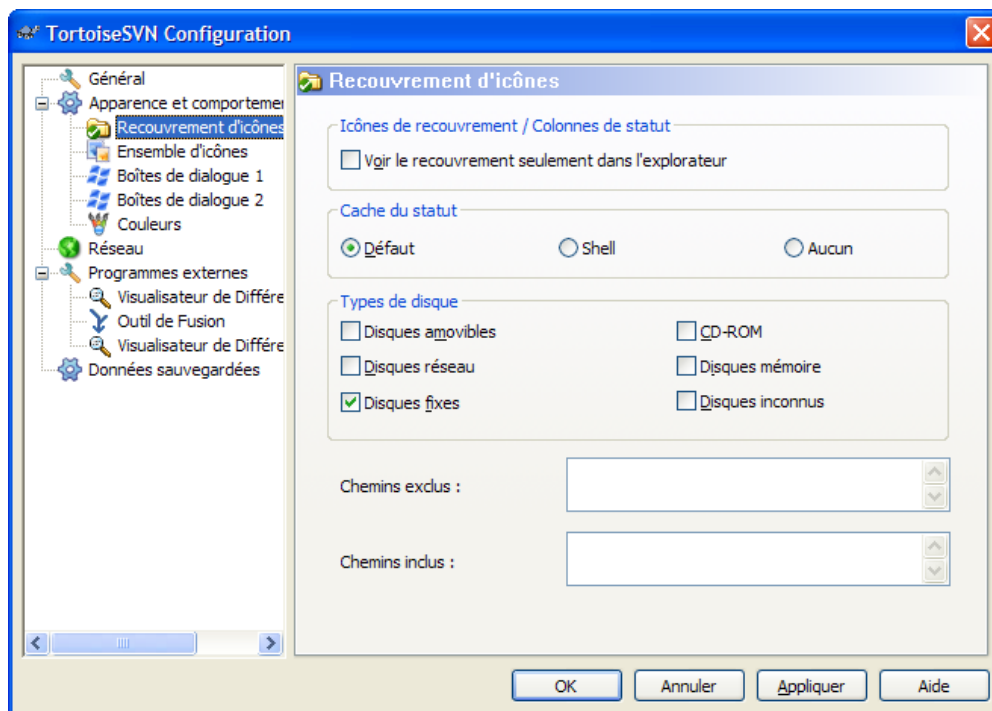 TortoiseSVN Configuration
Général
Apparence et comportemer
Recouvrement d'icônes
Ensemble d'icônes
Boîtes de dialogue 1
Boîtes de dialogue 2
Couleurs
Réseau
Programmes externes
Visualisateur de Différe
Outil de Fusion
Visualisateur de Différe
Données sauvegardées
Recouvrement d'icônes
Icônes de recouvrement / Colonnes de statut
Voir le recouvrement seulement dans l'explorateur
Cache du statut
Défaut Shell Aucun
Types de disque
Disques amovibles CD-ROM
Disques réseau Disques mémoire
Disques fixes Disques inconnus
Chemins exclus :
Chemins inclus :
OK Annuler Appliquer Aide